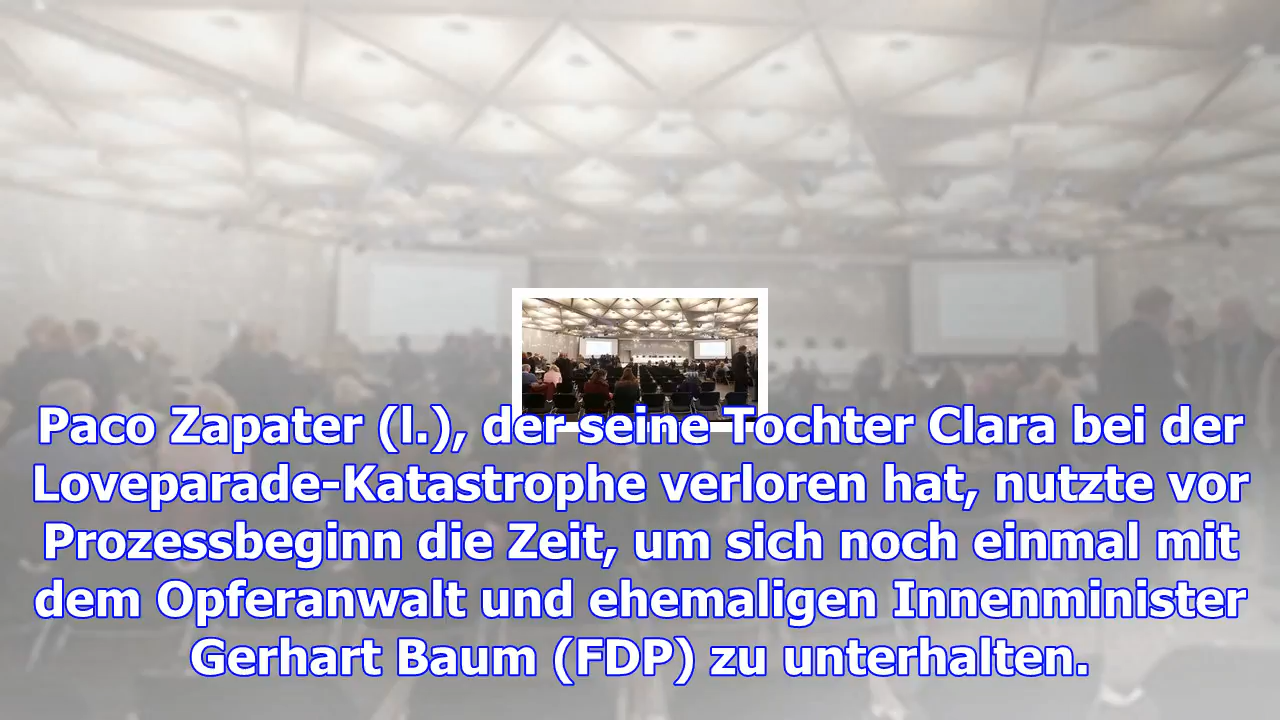 Paco Zapater (l.), der seine Tochter Clara bei der
Loveparade-Katastrophe verloren hat, nutzte vor
Prozessbeginn die Zeit, um sich noch einmal mit
dem Opferanwalt und ehemaligen Innenminister
Gerhart Baum (FDP) zu unterhalten.